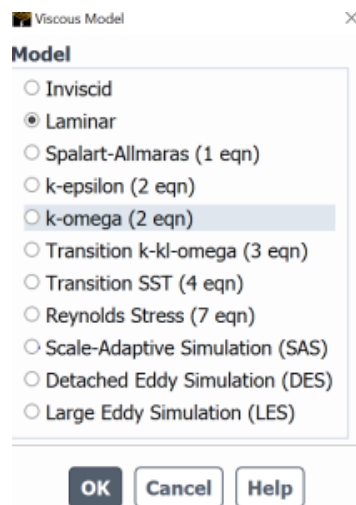 Viscous Model
Model
Inviscid
Laminar
Spalart-Allmaras (1 eqn)
k-epsilon (2 eqn)
k-omega (2 eqn)
Transition k-kl-omega (3 eqn)
Transition SST (4 eqn)
Reynolds Stress (7 eqn)
Scale-Adaptive Simulation (SAS)
Detached Eddy Simulation (DES)
Large Eddy Simulation (LES)
OK Cancel Help